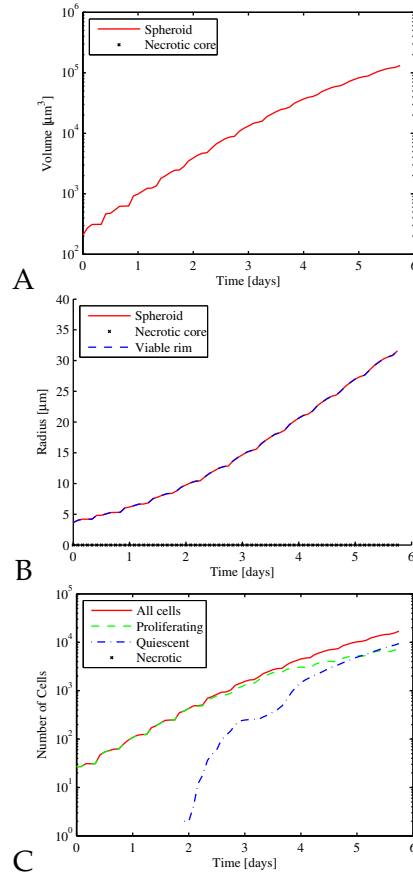 10^6
Spheroid
Necrotic core
10^5
10^4
10^3
10^2
Volume [μm^3]
0 1 2 3 4 5 6
Time [days]
A
40
Spheroid
Necrotic core
Viable rim
35
30
25
20
15
10
5
0
Radius [μm]
0 1 2 3 4 5 6
Time [days]
B
10^5
All cells
Proliferating
Quiescent
Necrotic
10^4
10^3
10^2
10^1
10^0
Number of Cells
0 1 2 3 4 5 6
Time [days]
C